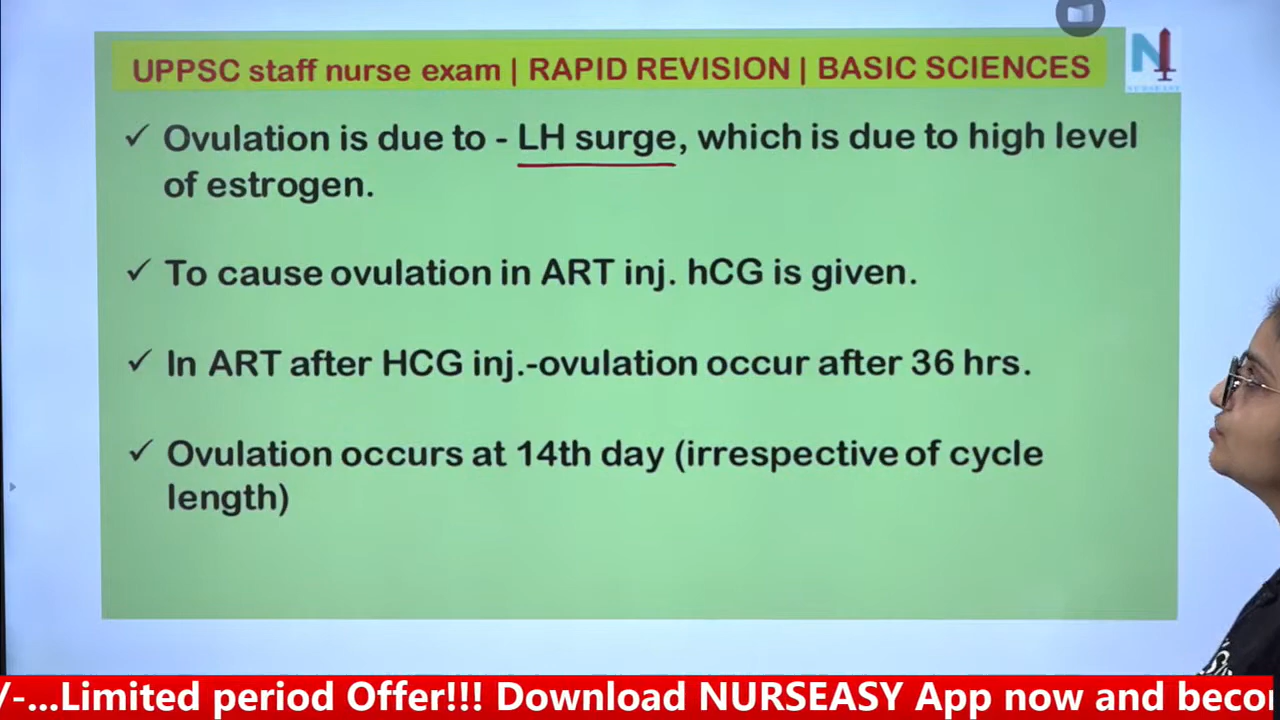 UPPSC staff nurse exam | RAPID REVISION | BASIC SCIENCES
N
NURSEASY
✓ Ovulation is due to - LH surge, which is due to high level
of estrogen.
✓ To cause ovulation in ART inj. hCG is given.
✓ In ART after HCG inj.-ovulation occur after 36 hrs.
✓ Ovulation occurs at 14th day (irrespective of cycle
length)
/-...Limited period Offer!!! Download NURSEASY App now and becor